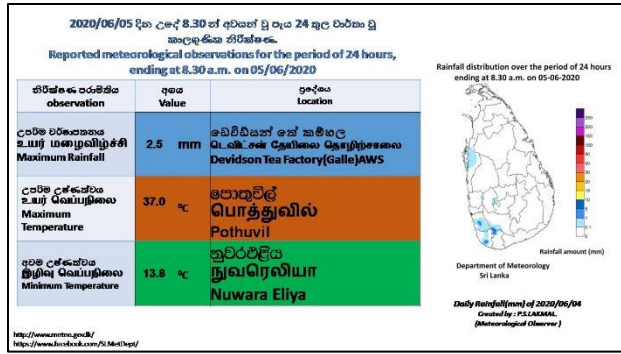 2020/06/05 දින උදේ 8.30 න් අවසන් වූ පැය 24 තුල වාර්තා වූ
කාලගුණික නිරීක්ෂණ.
Reported meteorological observations for the period of 24 hours,
ending at 8.30 a.m. on 05/06/2020
නිරීක්ෂණ පරාමිතිය
observation
අගය
Value
ප්‍රදේශය
Location
උපරිම වර්ෂාපතනය
உயர் மழைவீழ்ச்சி
Maximum Rainfall
2.5 mm
ඩෙවිඩ්සන් තේ කම්හල
டெவிட்சன் தேயிலை தொழிற்சாலை
Devidson Tea Factory(Galle)AWS
උපරිම උෂ්ණත්වය
உயர் வெப்பநிலை
Maximum
Temperature
37.0 ºC
පොතුවිල්
பொத்துவில்
Pothuvil
අවම උෂ්ණත්වය
இழிவு வெப்பநிலை
Minimum Temperature
13.8 ºC
නුවරඑළිය
நுவரெலியா
Nuwara Eliya
http://www.meteo.gov.lk/
https://www.facebook.com/SLMetDept/
Rainfall distribution over the period of 24 hours
ending at 8.30 a.m. on 05-06-2020
Rainfall amount (mm)
Department of Meteorology
Sri Lanka
Daily Rainfall(mm) of 2020/06/04
Created by : P.S.LAKMAL.
(Meteorological Observer )